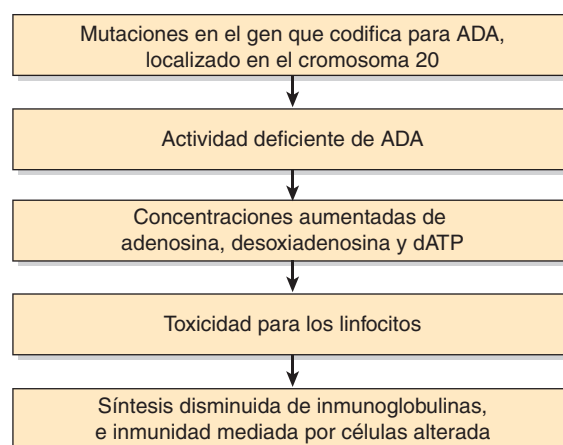 Mutaciones en el gen que codifica para ADA,
localizado en el cromosoma 20
Actividad deficiente de ADA
Concentraciones aumentadas de
adenosina, desoxiadenosina y dATP
Toxicidad para los linfocitos
Síntesis disminuida de inmunoglobulinas,
e inmunidad mediada por células alterada